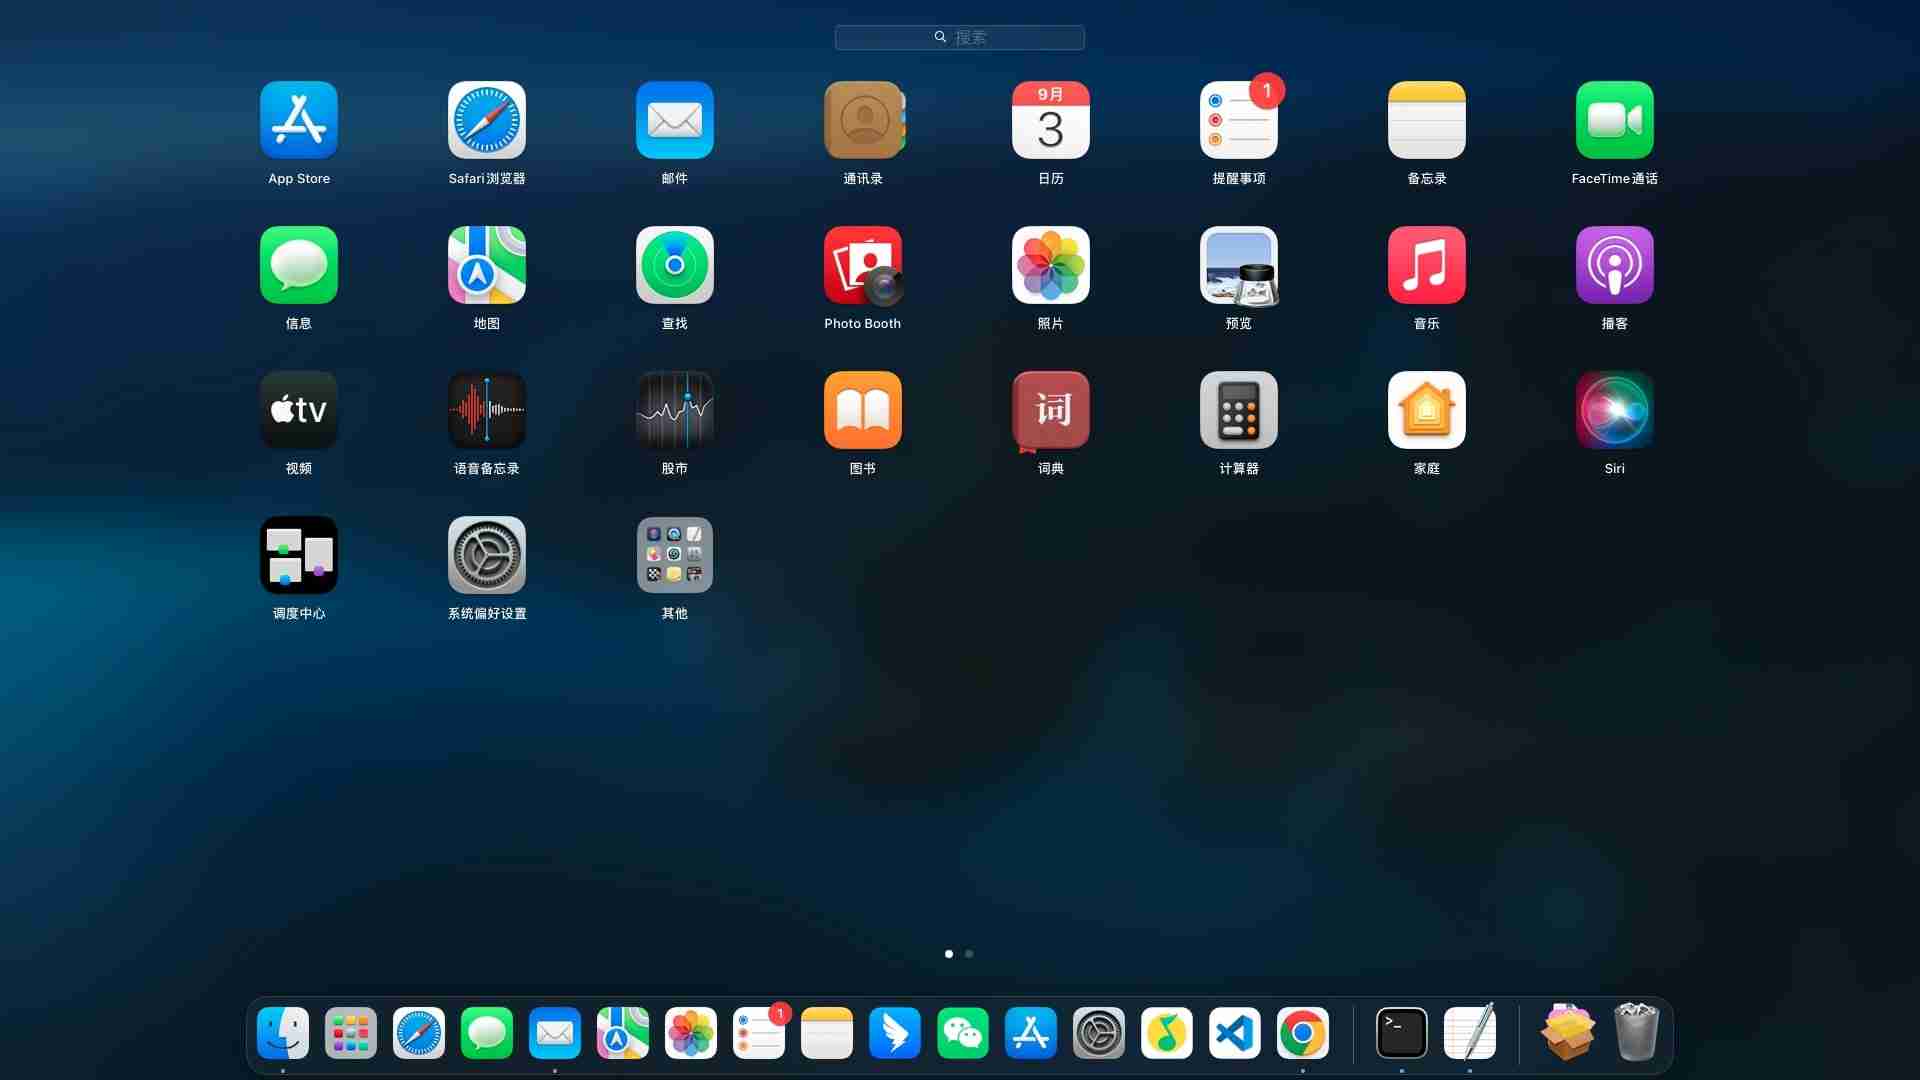 搜索
App Store
Safari浏览器
邮件
通讯录
9月
3
日历
1
提醒事项
备忘录
FaceTime通话
信息
地图
查找
Photo Booth
照片
预览
音乐
播客
tv
视频
语音备忘录
股市
图书
词
词典
计算器
家庭
Siri
调度中心
系统偏好设置
其他
1
>_